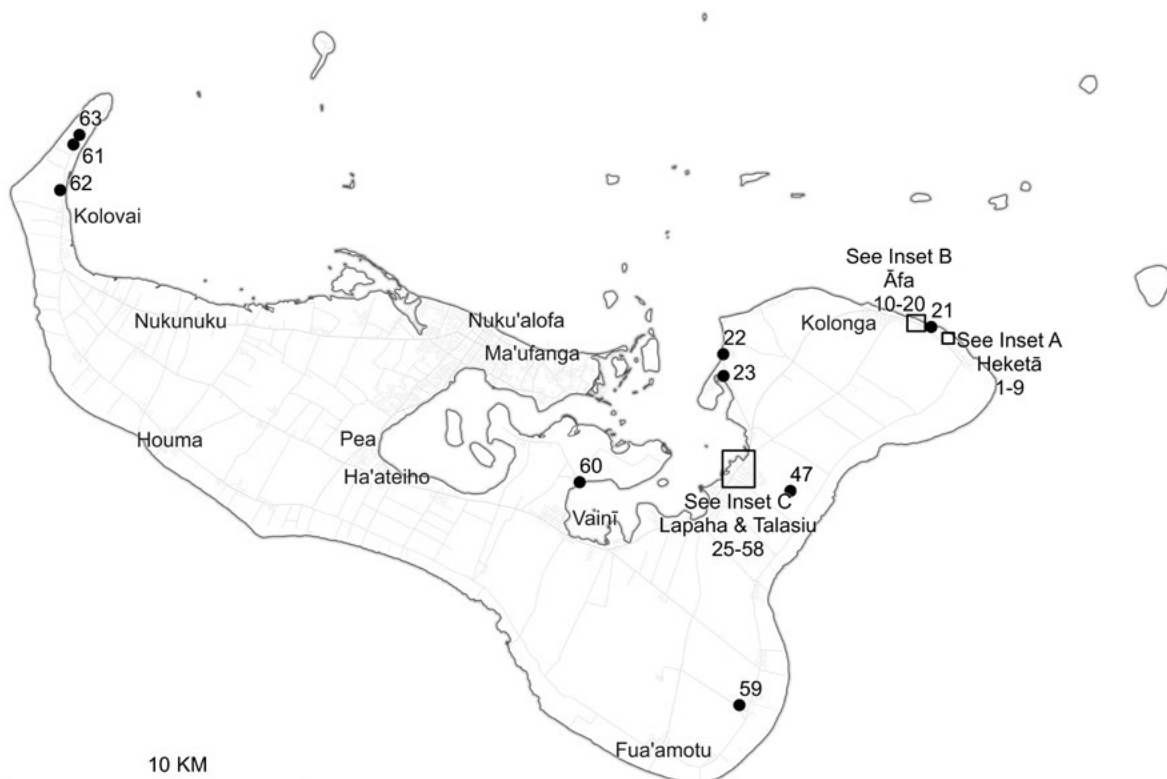 63
61
62
Kolovai
See Inset B
Āfa
10-20
21
Nukunuku
Nuku'alofa
Kolonga
See Inset A
Heketā
1-9
Ma'ufanga
22
23
Houma
Pea
Ha'ateiho
60
47
See Inset C
Lapaha & Talasiu
25-58
Vainī
59
Fua'amotu
10 KM